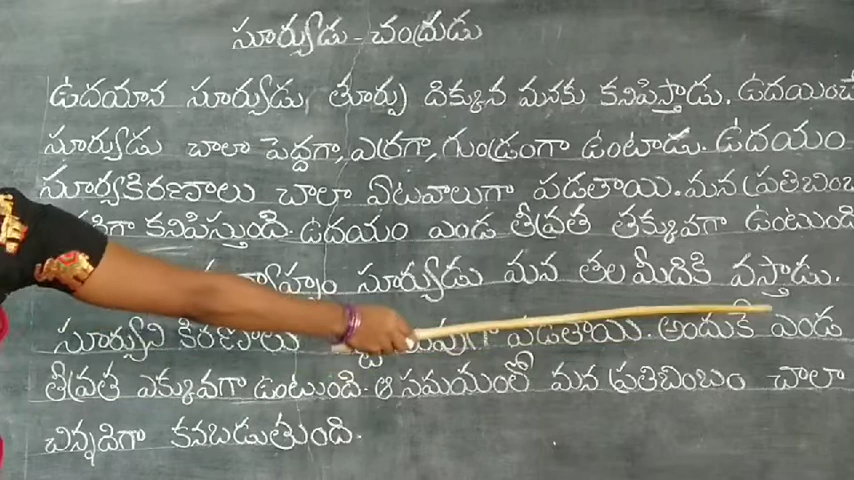 సూర్యుడు - చంద్రుడు
ఉదయాన సూర్యుడు, తూర్పు దిక్కున మనకు కనిపిస్తాడు. ఉదయించే
సూర్యుడు చాలా పెద్దగా, ఎర్రగా, గుండ్రంగా ఉంటాడు. ఉదయం
సూర్యకిరణాలు చాలా ఏటవాలుగా పడతాయి. మన ప్రతిబింబ
కనిపిస్తుంది. ఉదయం ఎండ తీవ్రత తక్కువగా ఉంటుంది
సూర్యుడు మన తల మీదికి వస్తాడు.
సూర్యుని కిరణాలు పడతాయి. అందుకే ఎండ
తీవ్రత ఎక్కువగా ఉంటుంది. ఆ సమయంలో మన ప్రతిబింబం చాలా
చిన్నదిగా కనబడుతుంది.